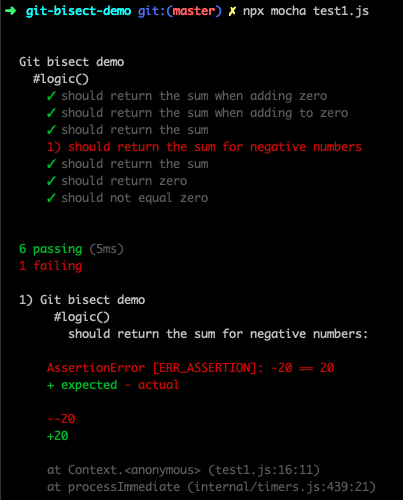 ➜ git-bisect-demo git:(master) ✗ npx mocha test1.js
Git bisect demo
#logic()
✓ should return the sum when adding zero
✓ should return the sum when adding to zero
✓ should return the sum
1) should return the sum for negative numbers
✓ should return the sum
✓ should return zero
✓ should not equal zero
6 passing (5ms)
1 failing
1) Git bisect demo
#logic()
should return the sum for negative numbers:
AssertionError [ERR_ASSERTION]: -20 == 20
+ expected - actual
--20
+20
at Context.<anonymous> (test1.js:16:11)
at processImmediate (internal/timers.js:439:21)